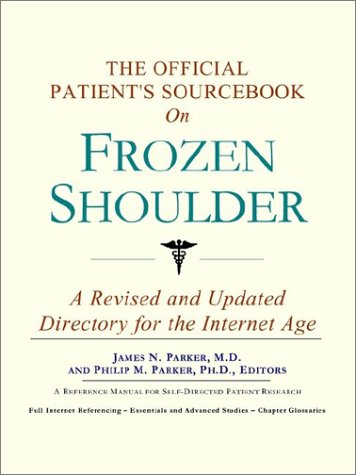 THE OFFICIAL
PATIENT'S SOURCEBOOK
On
FROZEN
SHOULDER
A Revised and Updated
Directory for the Internet Age
JAMES N. PARKER, M.D.
AND PHILIP M. PARKER, PH.D., EDITORS
A REFERENCE MANUAL FOR SELF-DIRECTED PATIENT RESEARCH
Full Internet Referencing – Essentials and Advanced Studies – Chapter Glossaries